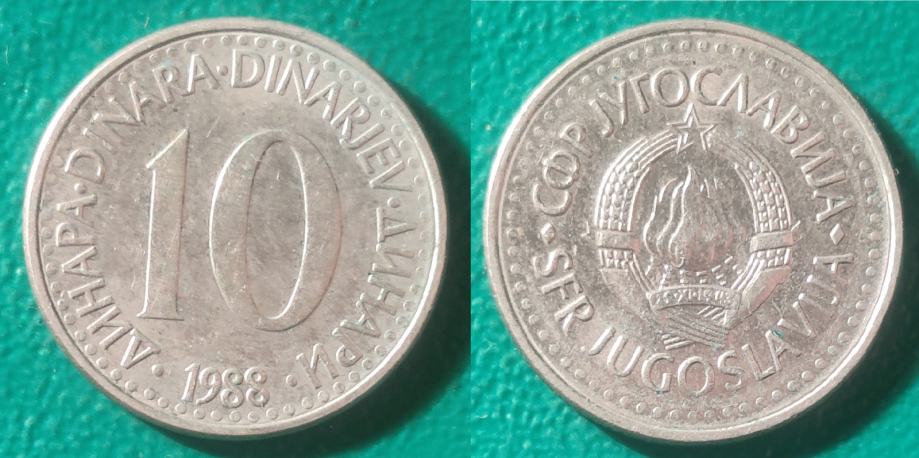 ДИНАРА · DINARA · DINARJEV · ДИНАРИ ·
10
1988
СФР ЈУГОСЛАВИЈА
SFR JUGOSLAVIJA